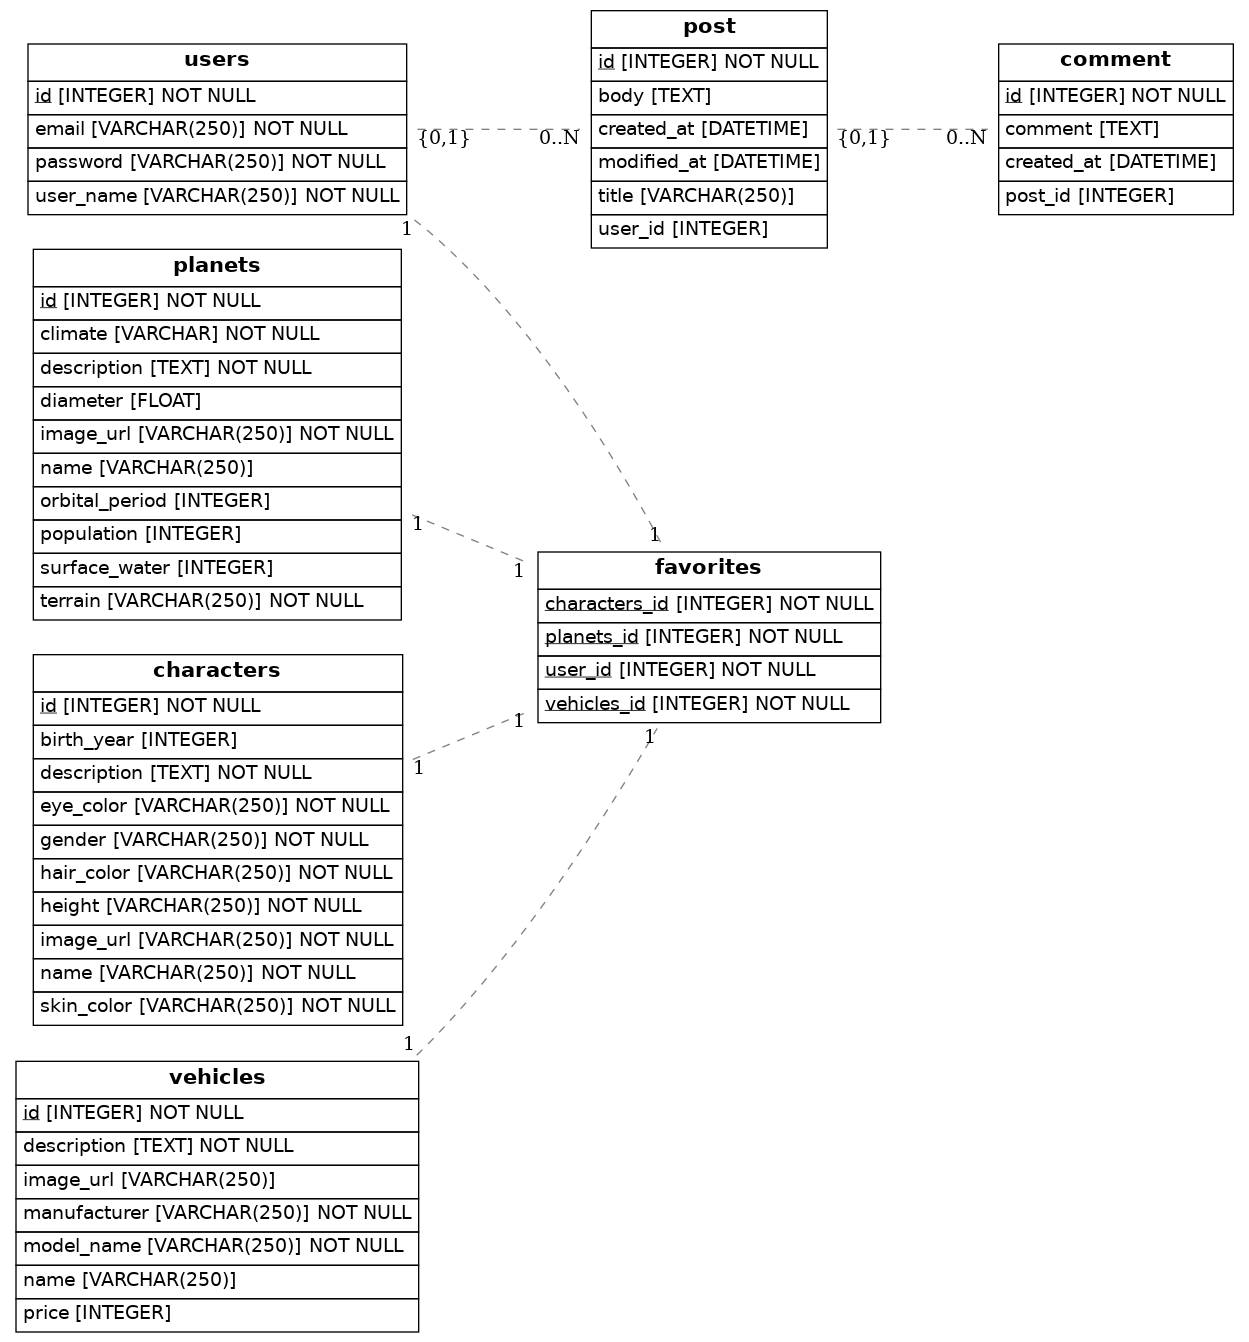 users
id [INTEGER] NOT NULL
email [VARCHAR(250)] NOT NULL
password [VARCHAR(250)] NOT NULL
user_name [VARCHAR(250)] NOT NULL
{0,1}
0..N
post
id [INTEGER] NOT NULL
body [TEXT]
created_at [DATETIME]
modified_at [DATETIME]
title [VARCHAR(250)]
user_id [INTEGER]
{0,1}
0..N
comment
id [INTEGER] NOT NULL
comment [TEXT]
created_at [DATETIME]
post_id [INTEGER]
1
1
planets
id [INTEGER] NOT NULL
climate [VARCHAR] NOT NULL
description [TEXT] NOT NULL
diameter [FLOAT]
image_url [VARCHAR(250)] NOT NULL
name [VARCHAR(250)]
orbital_period [INTEGER]
population [INTEGER]
surface_water [INTEGER]
terrain [VARCHAR(250)] NOT NULL
1
1
favorites
characters_id [INTEGER] NOT NULL
planets_id [INTEGER] NOT NULL
user_id [INTEGER] NOT NULL
vehicles_id [INTEGER] NOT NULL
characters
id [INTEGER] NOT NULL
birth_year [INTEGER]
description [TEXT] NOT NULL
eye_color [VARCHAR(250)] NOT NULL
gender [VARCHAR(250)] NOT NULL
hair_color [VARCHAR(250)] NOT NULL
height [VARCHAR(250)] NOT NULL
image_url [VARCHAR(250)] NOT NULL
name [VARCHAR(250)] NOT NULL
skin_color [VARCHAR(250)] NOT NULL
1
1
1
1
vehicles
id [INTEGER] NOT NULL
description [TEXT] NOT NULL
image_url [VARCHAR(250)]
manufacturer [VARCHAR(250)] NOT NULL
model_name [VARCHAR(250)] NOT NULL
name [VARCHAR(250)]
price [INTEGER]